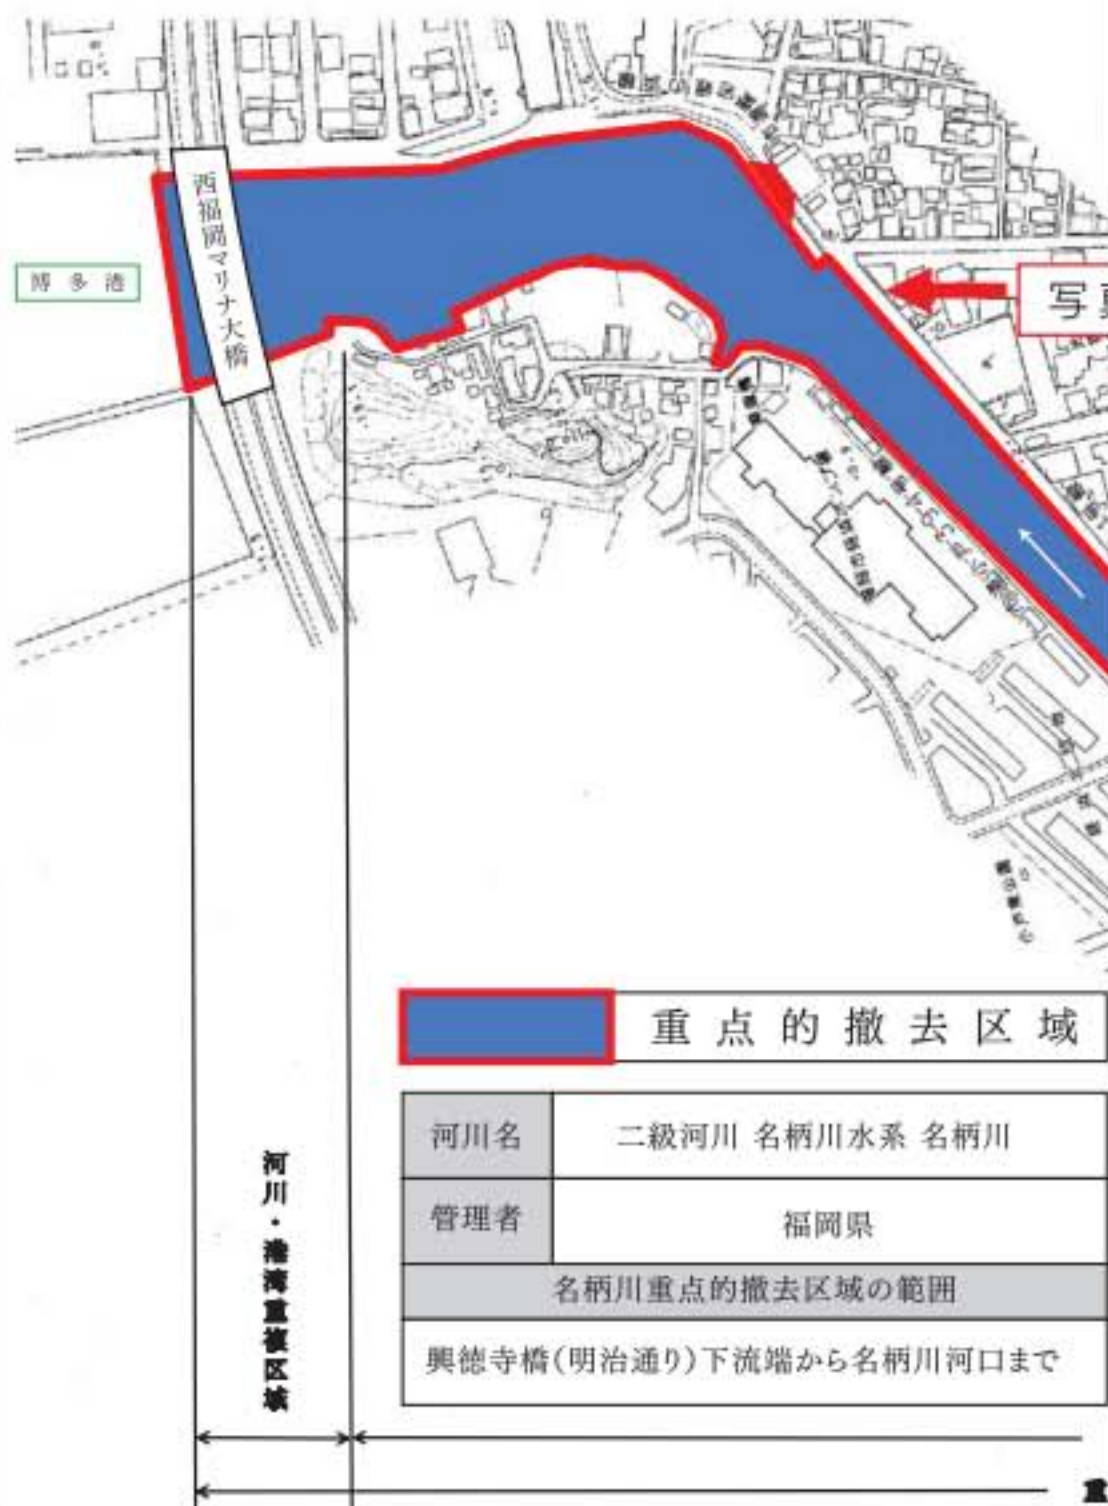 西福岡マリナ大橋
博多港
写
重点的撤去区域
河川名
二級河川 名柄川水系 名柄川
管理者
福岡県
名柄川重点的撤去区域の範囲
興徳寺橋(明治通り)下流端から名柄川河口まで
河川・港湾重複区域
重